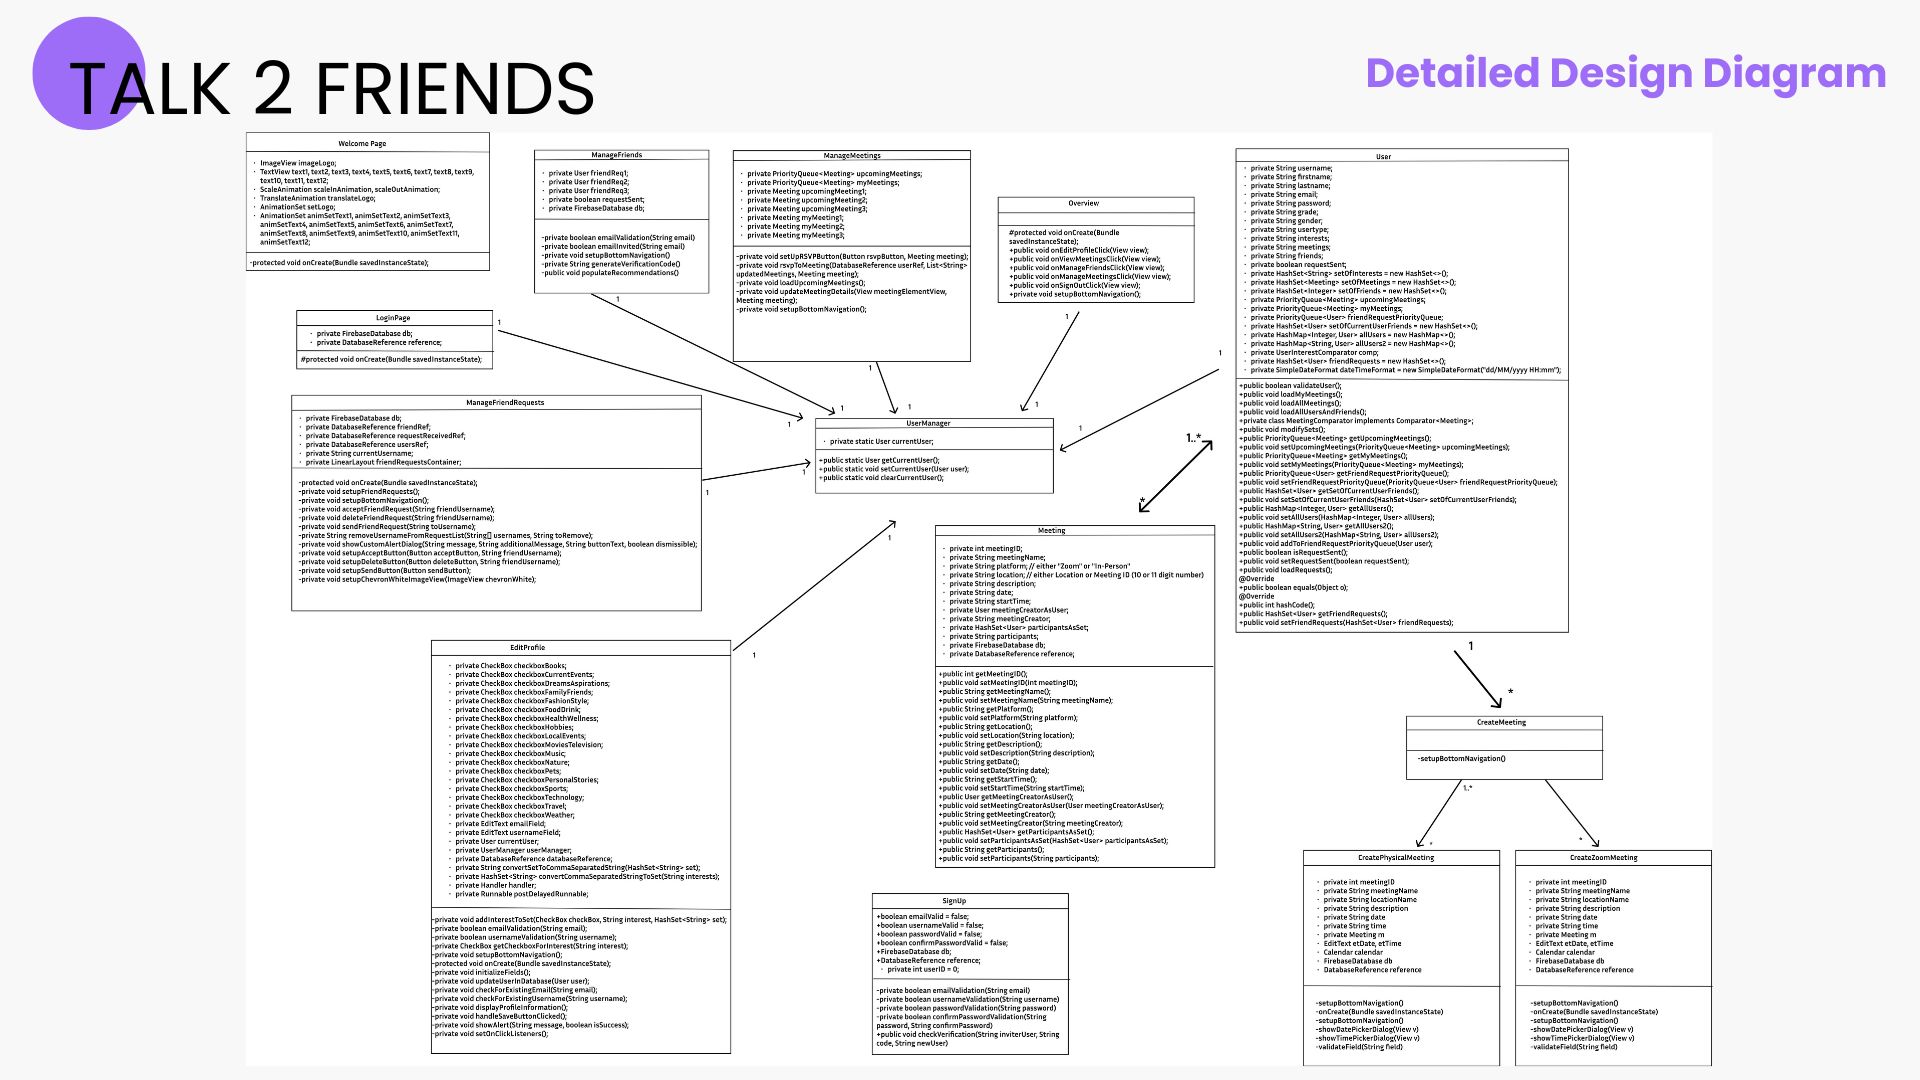 TALK 2 FRIENDS
Detailed Design Diagram
Welcome Page
· ImageView imageLogo;
· TextView text1, text2, text3, text4, text5, text6, text7, text8, text9,
text10, text11, text12;
· ScaleAnimation scaleInAnimation, scaleOutAnimation;
· TranslateAnimation translateLogo;
· AnimationSet setLogo;
· AnimationSet animSetText1, animSetText2, animSetText3,
animSetText4, animSetText5, animSetText6, animSetText7,
animSetText8, animSetText9, animSetText10, animSetText11,
animSetText12;
-protected void onCreate(Bundle savedInstanceState);
ManageFriends
· private User friendReq1;
· private User friendReq2;
· private User friendReq3;
· private boolean requestSent;
· private FirebaseDatabase db;
-private boolean emailValidation(String email)
-private boolean emailInvited(String email)
-private void setupBottomNavigation()
-private String generateVerificationCode()
-public void populateRecommendations()
1
ManageMeetings
· private PriorityQueue<Meeting> upcomingMeetings;
· private PriorityQueue<Meeting> myMeetings;
· private Meeting upcomingMeeting1;
· private Meeting upcomingMeeting2;
· private Meeting upcomingMeeting3;
· private Meeting myMeeting1;
· private Meeting myMeeting2;
· private Meeting myMeeting3;
-private void setUpRSVPButton(Button rsvpButton, Meeting meeting);
-private void rsvpToMeeting(DatabaseReference userRef, List<String>
updatedMeetings, Meeting meeting);
-private void loadUpcomingMeetings();
-private void updateMeetingDetails(View meetingElementView,
Meeting meeting);
-private void setupBottomNavigation();
1
Overview
#protected void onCreate(Bundle
savedInstanceState);
+public void onEditProfileClick(View view);
+public void onViewMeetingsClick(View view);
+public void onManageFriendsClick(View view);
+public void onManageMeetingsClick(View view);
+public void onSignOutClick(View view);
+private void setupBottomNavigation();
1
User
· private String username;
· private String firstname;
· private String lastname;
· private String email;
· private String password;
· private String grade;
· private String gender;
· private String usertype;
· private String interests;
· private String meetings;
· private String friends;
· private boolean requestSent;
· private HashSet<String> setOfInterests = new HashSet<>();
· private HashSet<Meeting> setOfMeetings = new HashSet<>();
· private HashSet<Integer> setOfFriends = new HashSet<>();
· private PriorityQueue<Meeting> upcomingMeetings;
· private PriorityQueue<Meeting> myMeetings;
· private PriorityQueue<User> friendRequestPriorityQueue;
· private HashSet<User> setOfCurrentUserFriends = new HashSet<>();
· private HashMap<Integer, User> allUsers = new HashMap<>();
· private HashMap<String, User> allUsers2 = new HashMap<>();
· private UserInterestComparator comp;
· private HashSet<User> friendRequests = new HashSet<>();
· private SimpleDateFormat dateTimeFormat = new SimpleDateFormat("dd/MM/yyyy HH:mm");
+public boolean validateUser();
+public void loadMyMeetings();
+public void loadAllMeetings();
+public void loadAllUsersAndFriends();
+private class MeetingComparator implements Comparator<Meeting>;
+public void modifySets();
+public PriorityQueue<Meeting> getUpcomingMeetings();
+public void setUpcomingMeetings(PriorityQueue<Meeting> upcomingMeetings);
+public PriorityQueue<Meeting> getMyMeetings();
+public void setMyMeetings(PriorityQueue<Meeting> myMeetings);
+public PriorityQueue<User> getFriendRequestPriorityQueue();
+public void setFriendRequestPriorityQueue(PriorityQueue<User> friendRequestPriorityQueue);
+public HashSet<User> getSetOfCurrentUserFriends();
+public void setSetOfCurrentUserFriends(HashSet<User> setOfCurrentUserFriends);
+public HashMap<Integer, User> getAllUsers();
+public void setAllUsers(HashMap<Integer, User> allUsers);
+public HashMap<String, User> getAllUsers2();
+public void setAllUsers2(HashMap<String, User> allUsers2);
+public void addToFriendRequestPriorityQueue(User user);
+public boolean isRequestSent();
+public void setRequestSent(boolean requestSent);
+public void loadRequests();
@Override
+public boolean equals(Object o);
@Override
+public int hashCode();
+public HashSet<User> getFriendRequests();
+public void setFriendRequests(HashSet<User> friendRequests);
1
LoginPage
· private FirebaseDatabase db;
· private DatabaseReference reference;
#protected void onCreate(Bundle savedInstanceState);
1
ManageFriendRequests
· private FirebaseDatabase db;
· private DatabaseReference friendRef;
· private DatabaseReference requestReceivedRef;
· private DatabaseReference usersRef;
· private String currentUsername;
· private LinearLayout friendRequestsContainer;
-protected void onCreate(Bundle savedInstanceState);
-private void setupFriendRequests();
-private void setupBottomNavigation();
-private void acceptFriendRequest(String friendUsername);
-private void deleteFriendRequest(String friendUsername);
-private void sendFriendRequest(String toUsername);
-private String removeUsernameFromRequestList(String[] usernames, String toRemove);
-private void showCustomAlertDialog(String message, String additionalMessage, String buttonText, boolean dismissible);
-private void setupAcceptButton(Button acceptButton, String friendUsername);
-private void setupDeleteButton(Button deleteButton, String friendUsername);
-private void setupSendButton(Button sendButton);
-private void setupChevronWhiteImageView(ImageView chevronWhite);
1
1
1
1
1
1
1
1
UserManager
· private static User currentUser;
+public static User getCurrentUser();
+public static void setCurrentUser(User user);
+public static void clearCurrentUser();
1..*
*
Meeting
· private int meetingID;
· private String meetingName;
· private String platform; // either "Zoom" or "In-Person"
· private String location; // either Location or Meeting ID (10 or 11 digit number)
· private String description;
· private String date;
· private String startTime;
· private User meetingCreatorAsUser;
· private String meetingCreator;
· private HashSet<User> participantsAsSet;
· private String participants;
· private FirebaseDatabase db;
· private DatabaseReference reference;
+public int getMeetingID();
+public void setMeetingID(int meetingID);
+public String getMeetingName();
+public void setMeetingName(String meetingName);
+public String getPlatform();
+public void setPlatform(String platform);
+public String getLocation();
+public void setLocation(String location);
+public String getDescription();
+public void setDescription(String description);
+public String getDate();
+public void setDate(String date);
+public String getStartTime();
+public void setStartTime(String startTime);
+public User getMeetingCreatorAsUser();
+public void setMeetingCreatorAsUser(User meetingCreatorAsUser);
+public String getMeetingCreator();
+public void setMeetingCreator(String meetingCreator);
+public HashSet<User> getParticipantsAsSet();
+public void setParticipantsAsSet(HashSet<User> participantsAsSet);
+public String getParticipants();
+public void setParticipants(String participants);
EditProfile
· private CheckBox checkboxBooks;
· private CheckBox checkboxCurrentEvents;
· private CheckBox checkboxDreamsAspirations;
· private CheckBox checkboxFamilyFriends;
· private CheckBox checkboxFashionStyle;
· private CheckBox checkboxFoodDrink;
· private CheckBox checkboxHealthWellness;
· private CheckBox checkboxHobbies;
· private CheckBox checkboxLocalEvents;
· private CheckBox checkboxMoviesTelevision;
· private CheckBox checkboxMusic;
· private CheckBox checkboxNature;
· private CheckBox checkboxPets;
· private CheckBox checkboxPersonalStories;
· private CheckBox checkboxSports;
· private CheckBox checkboxTechnology;
· private CheckBox checkboxTravel;
· private CheckBox checkboxWeather;
· private EditText emailField;
· private EditText usernameField;
· private User currentUser;
· private UserManager userManager;
· private DatabaseReference databaseReference;
· private String convertSetToCommaSeparatedString(HashSet<String> set);
· private HashSet<String> convertCommaSeparatedStringToSet(String interests);
· private Handler handler;
· private Runnable postDelayedRunnable;
-private void addInterestToSet(CheckBox checkBox, String interest, HashSet<String> set);
-private boolean emailValidation(String email);
-private boolean usernameValidation(String username);
-private CheckBox getCheckboxForInterest(String interest);
-private void setupBottomNavigation();
-protected void onCreate(Bundle savedInstanceState);
-private void initializeFields();
-private void updateUserInDatabase(User user);
-private void checkForExistingEmail(String email);
-private void checkForExistingUsername(String username);
-private void displayProfileInformation();
-private void handleSaveButtonClicked();
-private void showAlert(String message, boolean isSuccess);
-private void setOnClickListeners();
1
SignUp
+boolean emailValid = false;
+boolean usernameValid = false;
+boolean passwordValid = false;
+boolean confirmPasswordValid = false;
+FirebaseDatabase db;
+DatabaseReference reference;
· private int userID = 0;
-private boolean emailValidation(String email)
-private boolean usernameValidation(String username)
-private boolean passwordValidation(String password)
-private boolean confirmPasswordValidation(String
password, String confirmPassword)
+public void checkVerification(String inviterUser, String
code, String newUser)
1
*
CreateMeeting
-setupBottomNavigation()
1..*
*
*
CreatePhysicalMeeting
· private int meetingID
· private String meetingName
· private String locationName
· private String description
· private String date
· private String time
· private Meeting m
· EditText etDate, etTime
· Calendar calendar
· FirebaseDatabase db
· DatabaseReference reference
-setupBottomNavigation()
-onCreate(Bundle savedInstanceState)
-setupBottomNavigation()
-showDatePickerDialog(View v)
-showTimePickerDialog(View v)
-validateField(String field)
CreateZoomMeeting
· private int meetingID
· private String meetingName
· private String locationName
· private String description
· private String date
· private String time
· private Meeting m
· EditText etDate, etTime
· Calendar calendar
· FirebaseDatabase db
· DatabaseReference reference
-setupBottomNavigation()
-onCreate(Bundle savedInstanceState)
-setupBottomNavigation()
-showDatePickerDialog(View v)
-showTimePickerDialog(View v)
-validateField(String field)